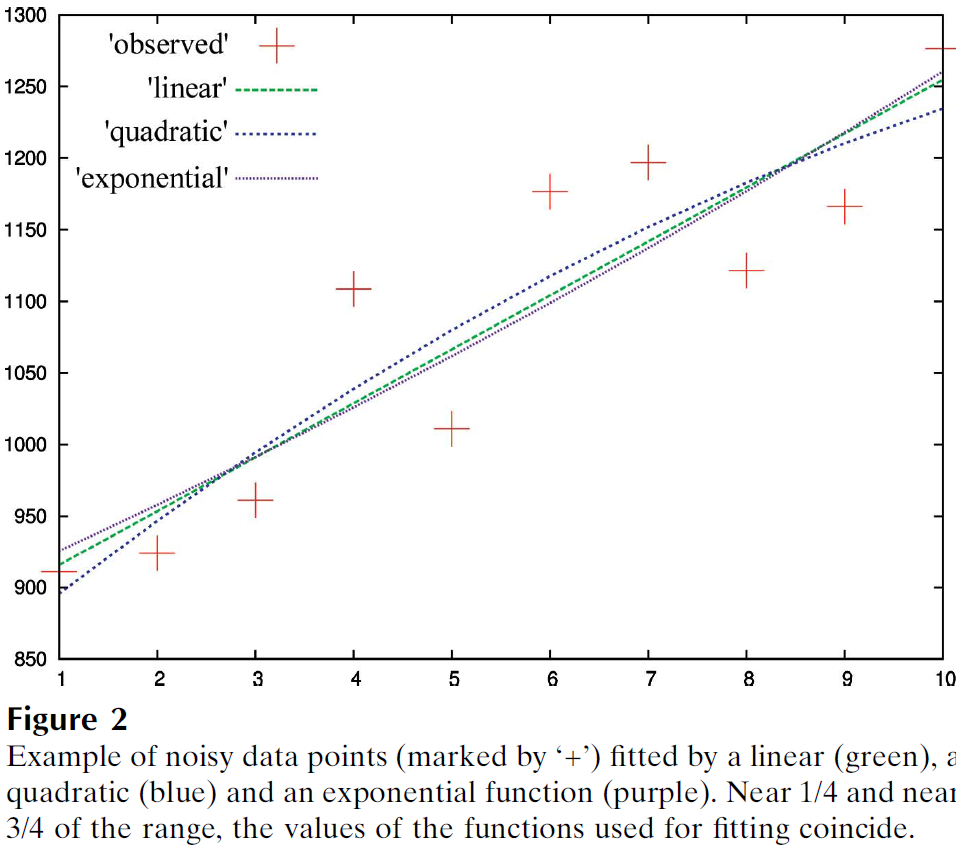 1300
1250
1200
1150
1100
1050
1000
950
900
850
'observed'
'linear'
'quadratic'
'exponential'
1 2 3 4 5 6 7 8 9 10
Figure 2
Example of noisy data points (marked by ‘+’) fitted by a linear (green), a
quadratic (blue) and an exponential function (purple). Near 1/4 and near
3/4 of the range, the values of the functions used for fitting coincide.